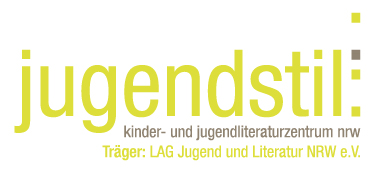 jugendstil:
kinder- und jugendliteraturzentrum nrw
Träger: LAG Jugend und Literatur NRW e.V.